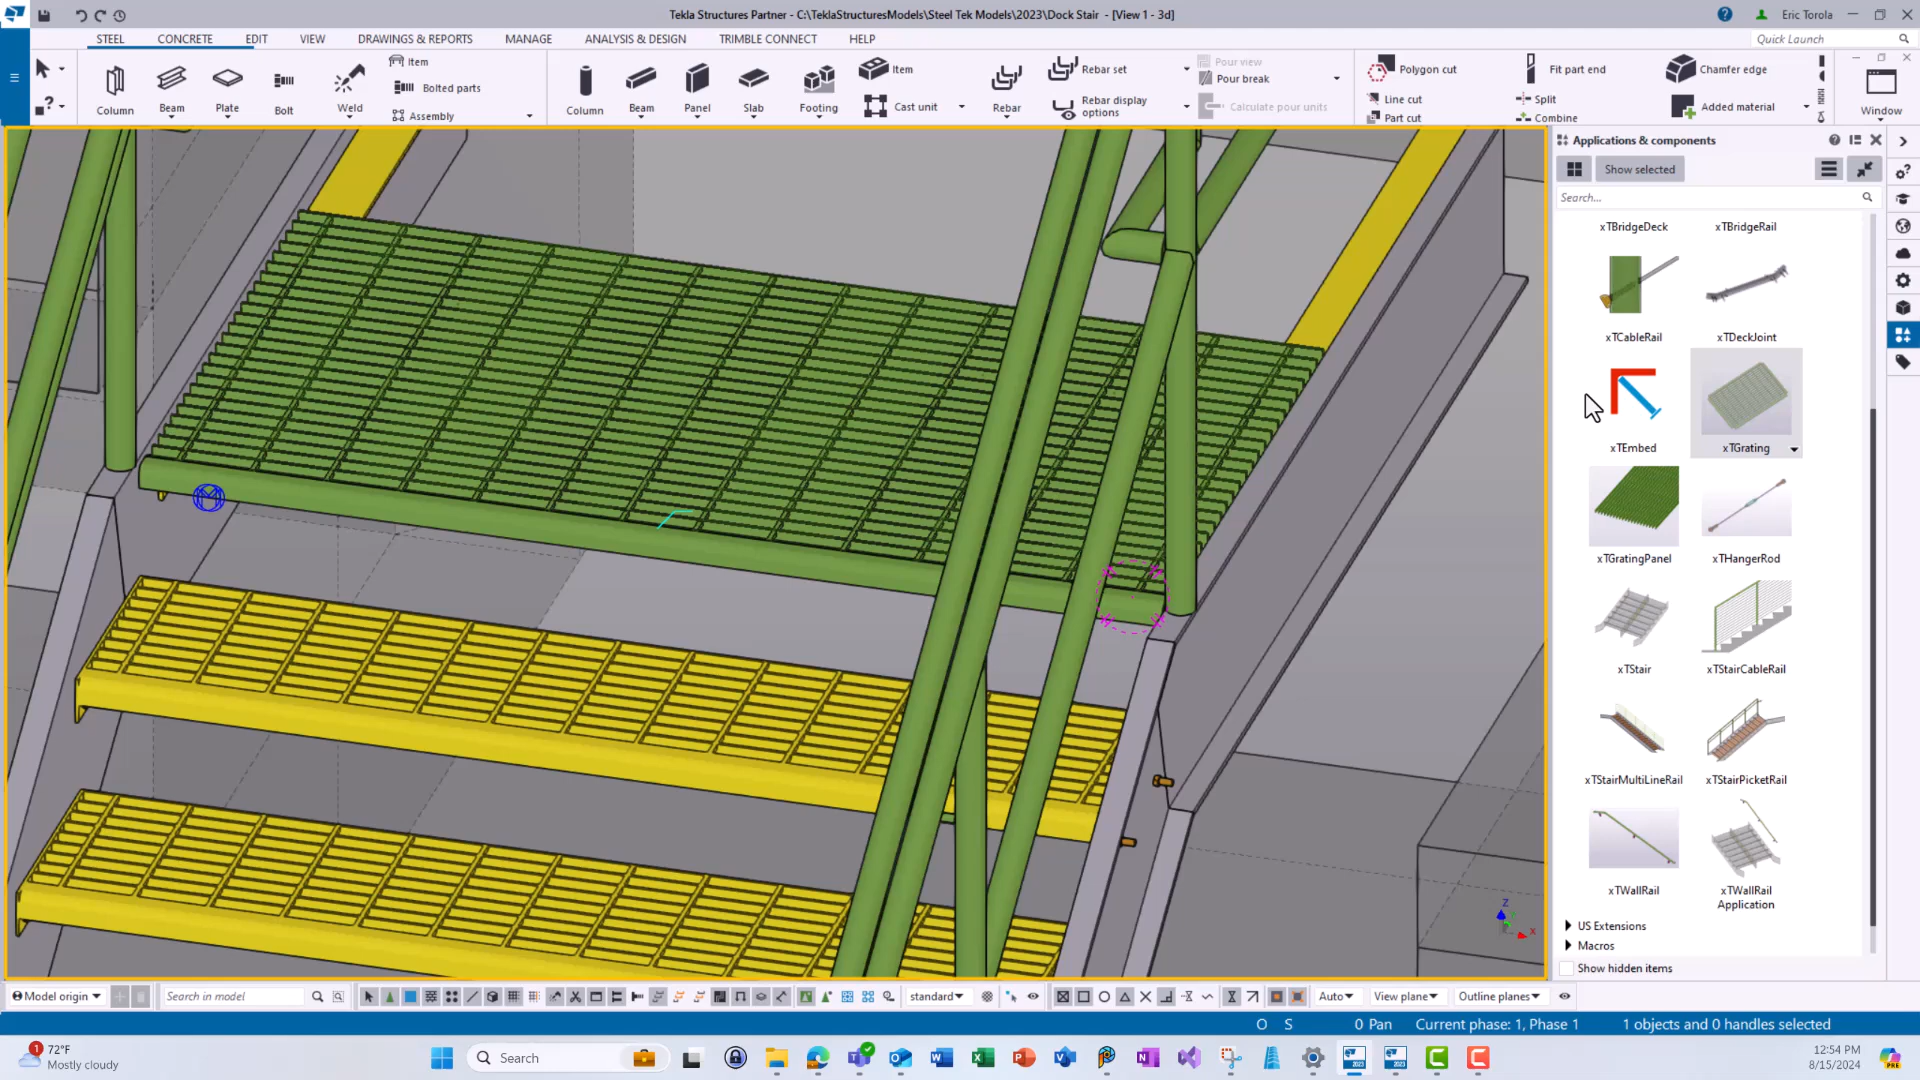 Tekla Structures Partner - C:\TeklaStructuresModels\Steel Tek Models\2023\Dock Stair - [View 1 - 3d]
Eric Torola
STEEL
CONCRETE
EDIT
VIEW
DRAWINGS & REPORTS
MANAGE
ANALYSIS & DESIGN
TRIMBLE CONNECT
HELP
Quick Launch
Column
Beam
Plate
Bolt
Weld
Item
Bolted parts
Assembly
Column
Beam
Panel
Slab
Footing
Item
Cast unit
Rebar
Rebar set
Rebar display
options
Pour view
Pour break
Calculate pour units
Polygon cut
Line cut
Part cut
Fit part end
Split
Combine
Chamfer edge
Added material
Window
Applications & components
Show selected
Search...
xTBridgeDeck
xTBridgeRail
xTCableRail
xTDeckJoint
xTEmbed
xTGrating
xTGratingPanel
xTHangerRod
xTStair
xTStairCableRail
xTStairMultiLineRail
xTStairPicketRail
xTWallRail
xTWallRail
Application
US Extensions
Macros
Show hidden items
Z
X
Model origin
Search in model
standard
Auto
View plane
Outline planes
O S
0 Pan
Current phase: 1, Phase 1
1 objects and 0 handles selected
1
72°F
Mostly cloudy
Search
12:54 PM
8/15/2024